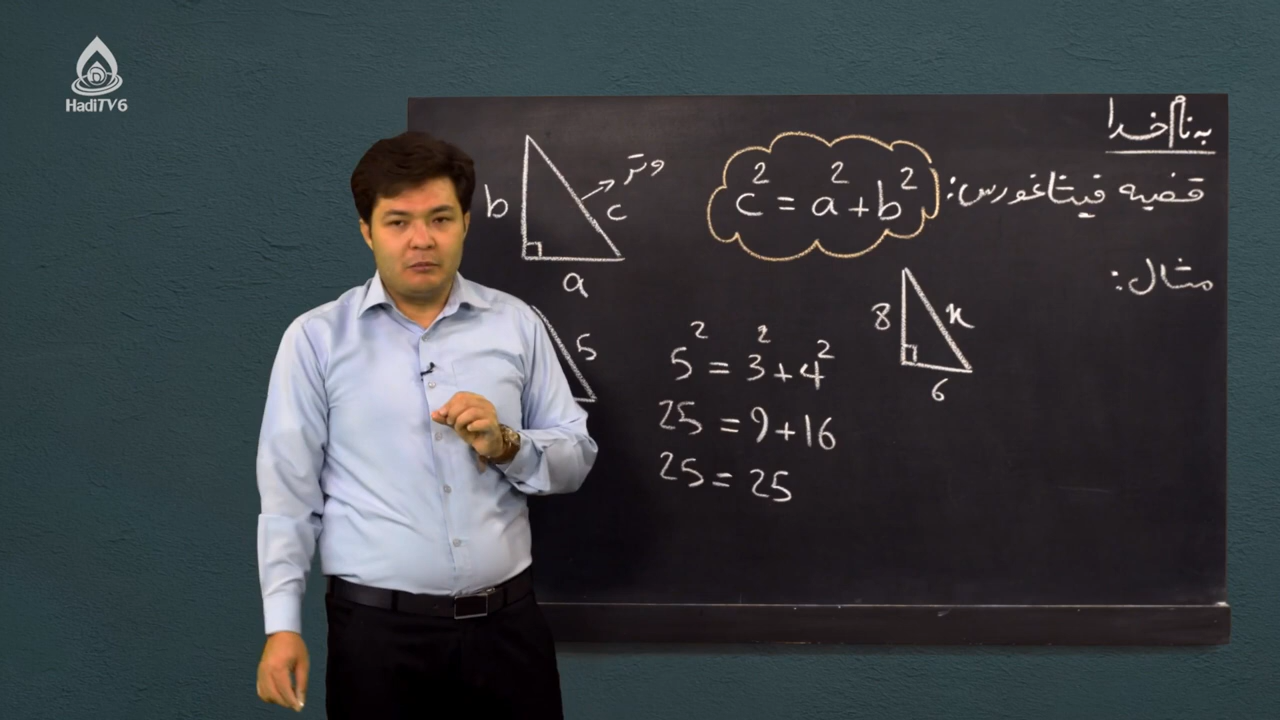 HadiTV6
به نام خدا
قضیه فیثاغورس:
c² = a² + b²
b
وتر
c
a
مثال:
8
x
6
5
5² = 3² + 4²
25 = 9 + 16
25 = 25